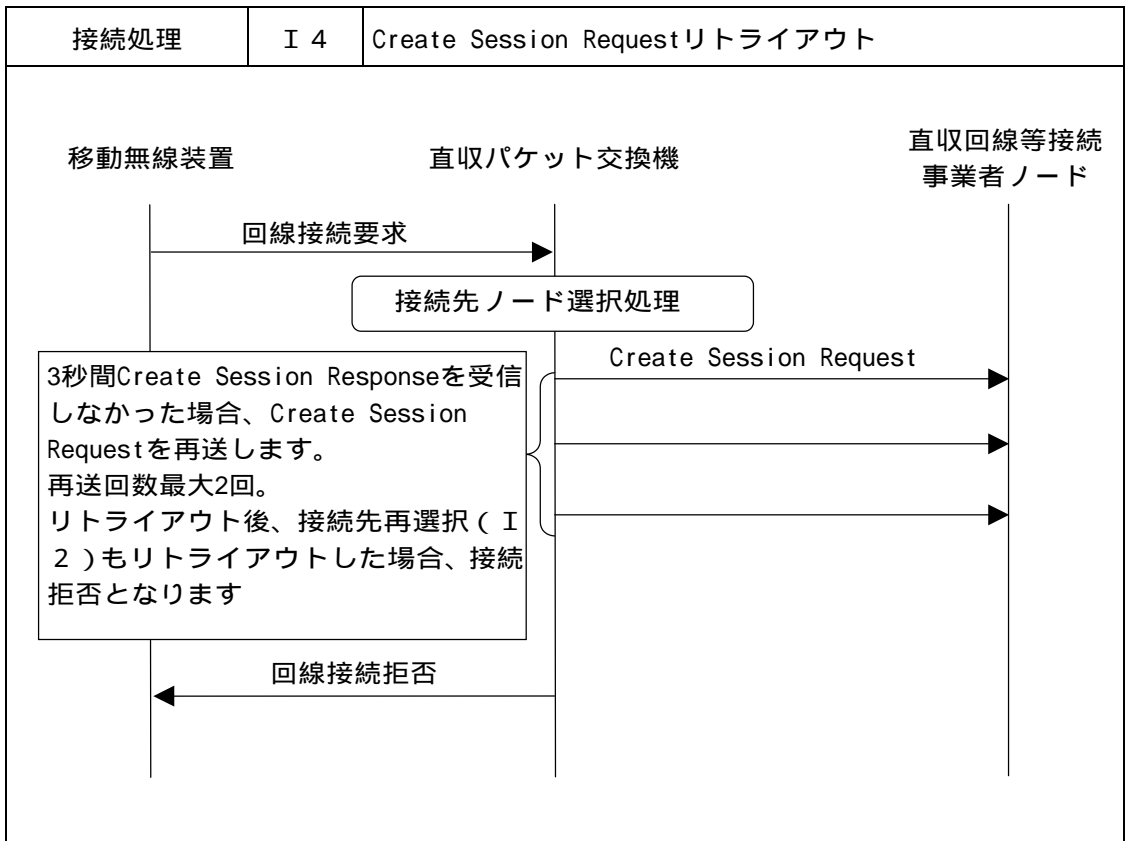 接続処理
Ｉ４
Create Session Requestリトライアウト
移動無線装置
直収パケット交換機
直収回線等接続
事業者ノード
回線接続要求
接続先ノード選択処理
Create Session Request
3秒間Create Session Responseを受信
しなかった場合、Create Session
Requestを再送します。
再送回数最大2回。
リトライアウト後、接続先再選択（Ｉ
２）もリトライアウトした場合、接続
拒否となります
回線接続拒否